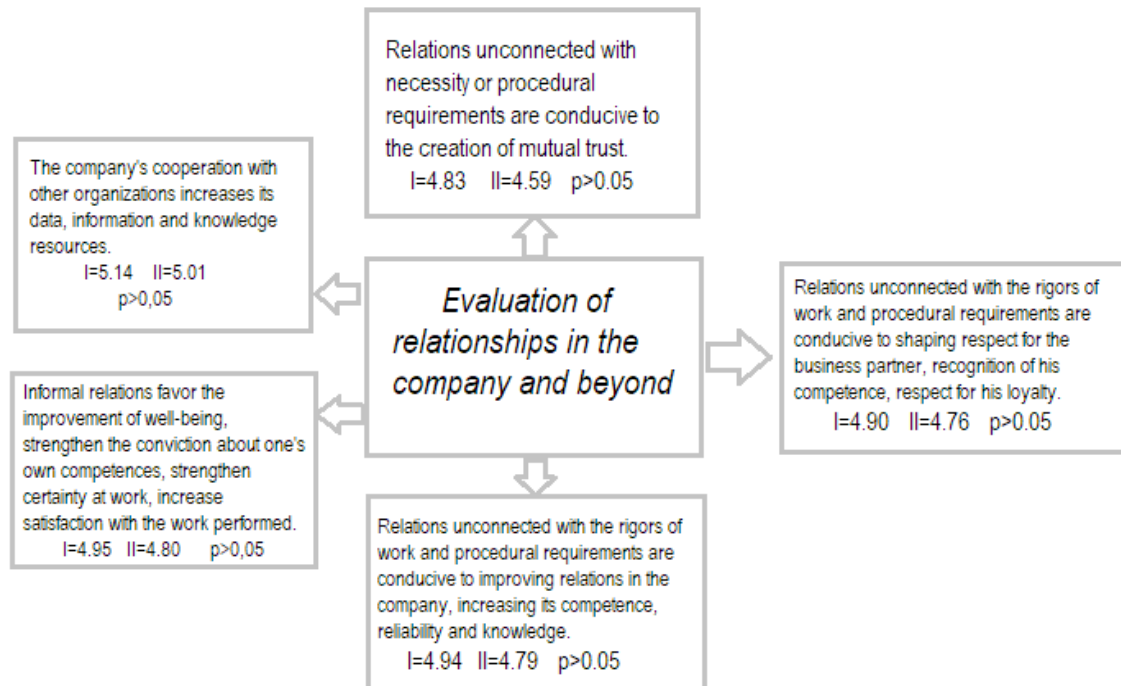 Relations unconnected with
necessity or procedural
requirements are conducive to
the creation of mutual trust.
I=4.83 II=4.59 p>0.05
The company's cooperation with
other organizations increases its
data, information and knowledge
resources.
I=5.14 II=5.01
p>0,05
Evaluation of
relationships in the
company and beyond
Relations unconnected with the rigors of
work and procedural requirements are
conducive to shaping respect for the
business partner, recognition of his
competence, respect for his loyalty.
I=4.90 II=4.76 p>0.05
Informal relations favor the
improvement of well-being,
strengthen the conviction about one's
own competences, strengthen
certainty at work, increase
satisfaction with the work performed.
I=4.95 II=4.80 p>0,05
Relations unconnected with the rigors of
work and procedural requirements are
conducive to improving relations in the
company, increasing its competence,
reliability and knowledge.
I=4.94 II=4.79 p>0.05